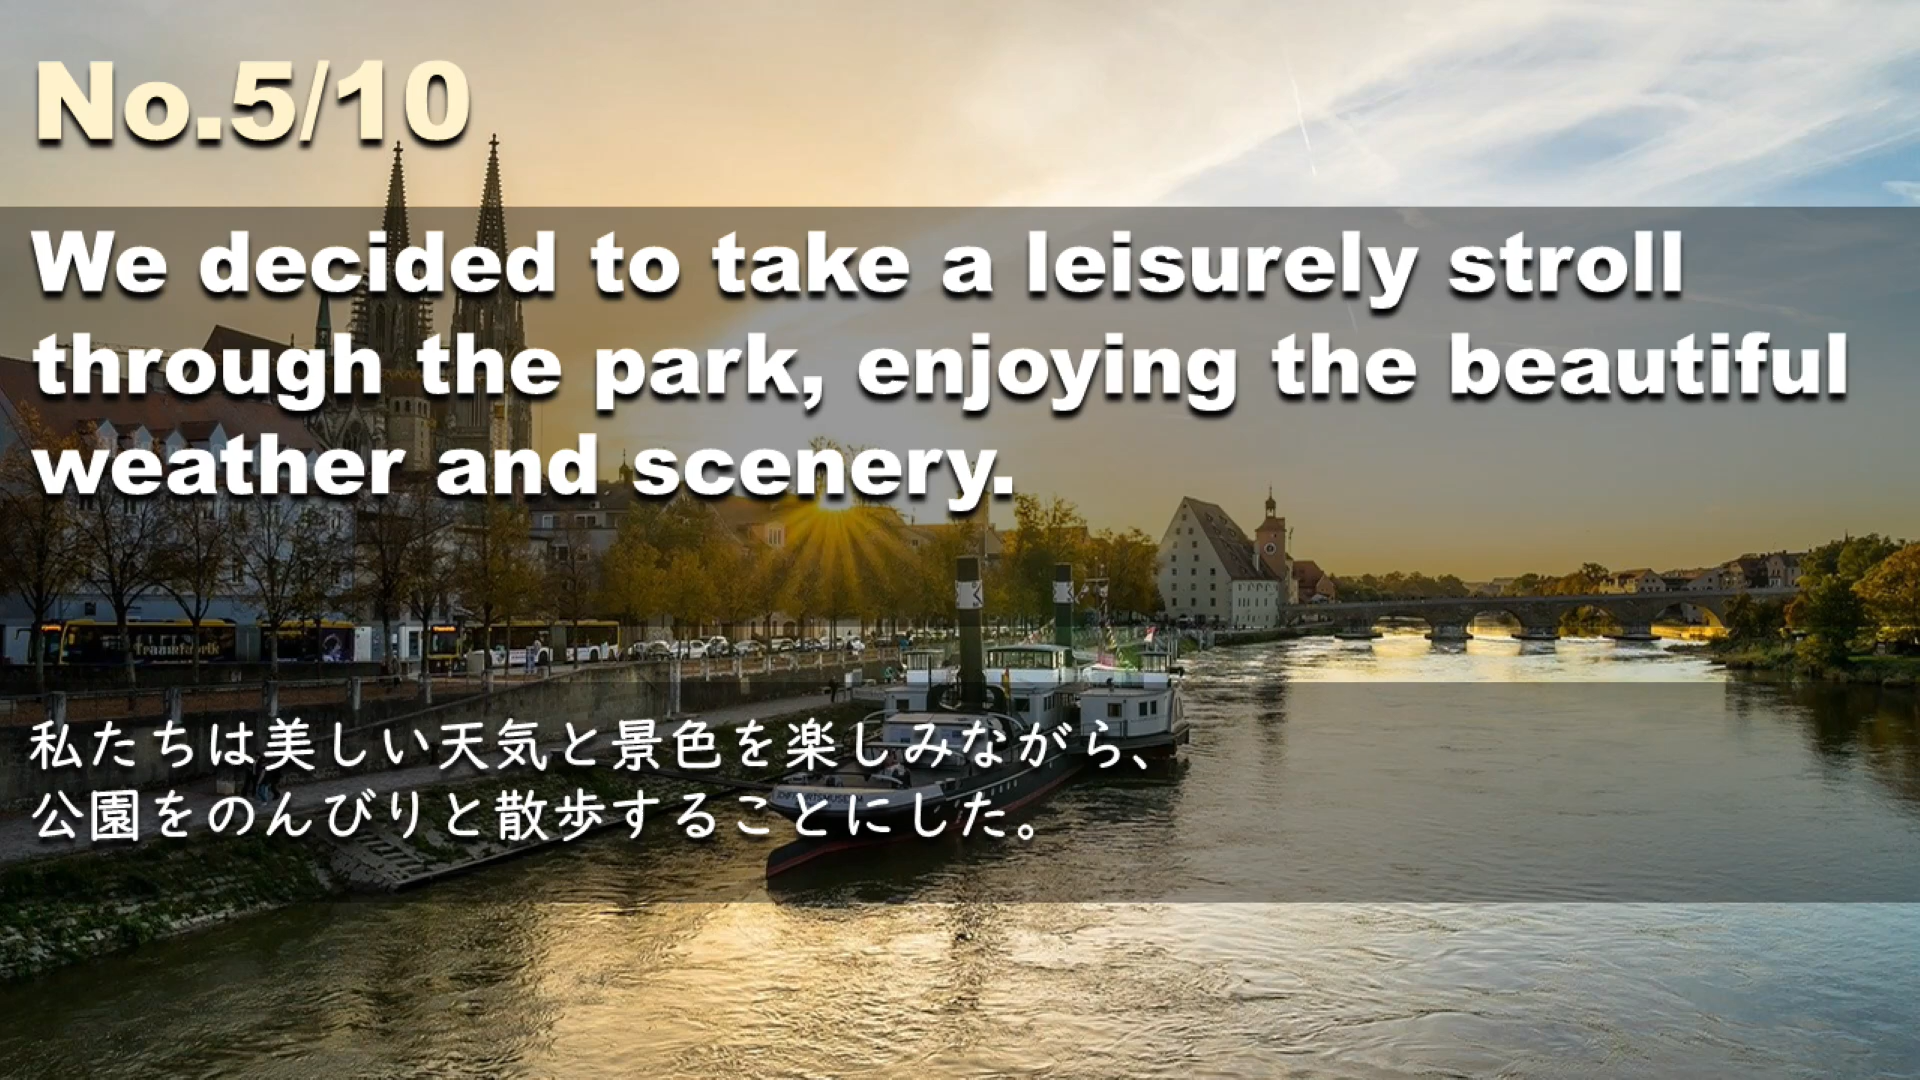 No.5/10
We decided to take a leisurely stroll
through the park, enjoying the beautiful
weather and scenery.
私たちは美しい天気と景色を楽しみながら、
公園をのんびりと散歩することにした。